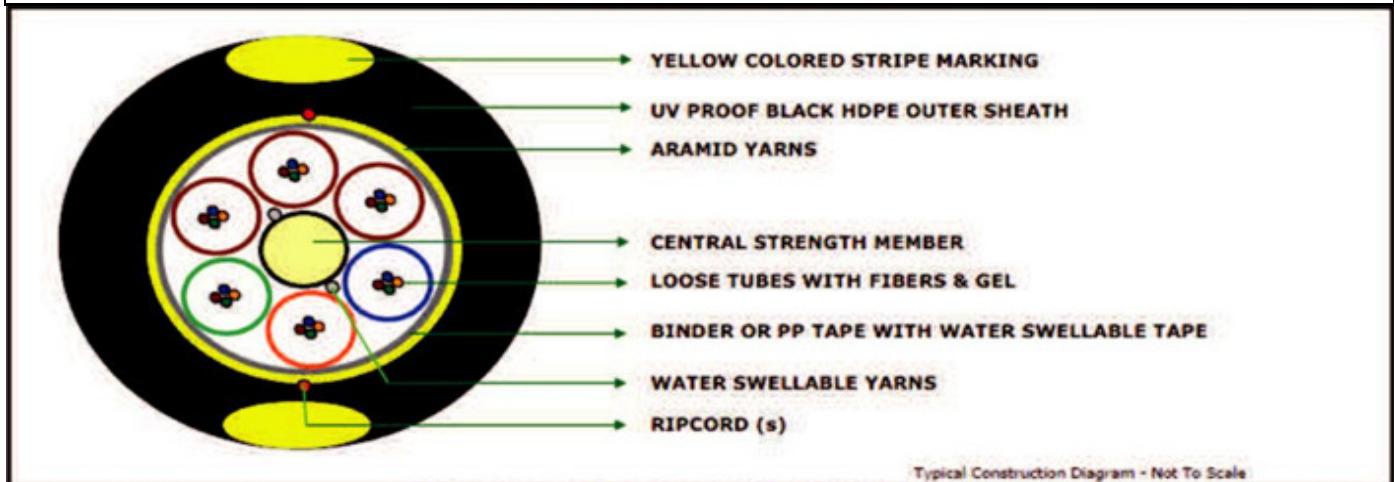 YELLOW COLORED STRIPE MARKING
UV PROOF BLACK HDPE OUTER SHEATH
ARAMID YARNS
CENTRAL STRENGTH MEMBER
LOOSE TUBES WITH FIBERS & GEL
BINDER OR PP TAPE WITH WATER SWELLABLE TAPE
WATER SWELLABLE YARNS
RIPCORD (s)
Typical Construction Diagram - Not To Scale